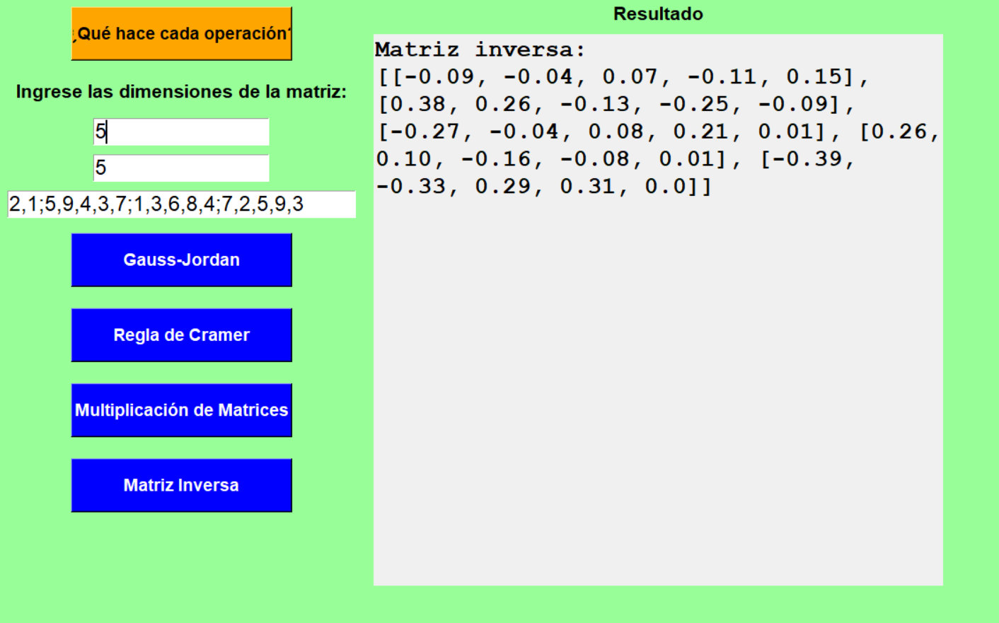 ¿Qué hace cada operación?
Ingrese las dimensiones de la matriz:
5
5
2,1;5,9,4,3,7;1,3,6,8,4;7,2,5,9,3
Gauss-Jordan
Regla de Cramer
Multiplicación de Matrices
Matriz Inversa
Resultado
Matriz inversa:
[[-0.09, -0.04, 0.07, -0.11, 0.15],
[0.38, 0.26, -0.13, -0.25, -0.09],
[-0.27, -0.04, 0.08, 0.21, 0.01], [0.26,
0.10, -0.16, -0.08, 0.01], [-0.39,
-0.33, 0.29, 0.31, 0.0]]